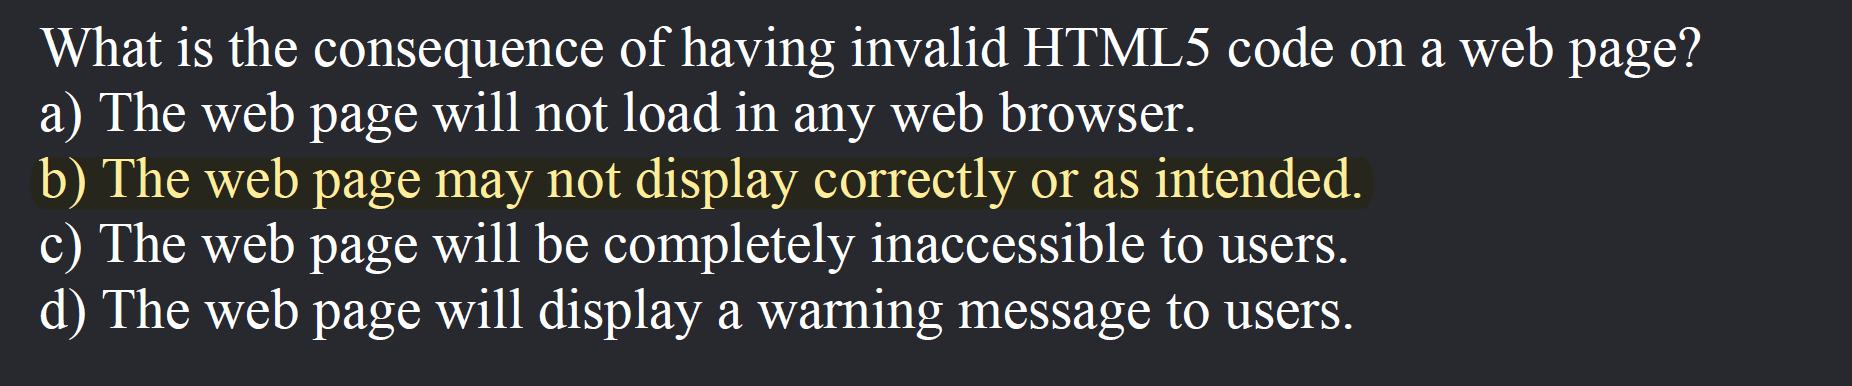 What is the consequence of having invalid HTML5 code on a web page?
a) The web page will not load in any web browser.
b) The web page may not display correctly or as intended.
c) The web page will be completely inaccessible to users.
d) The web page will display a warning message to users.